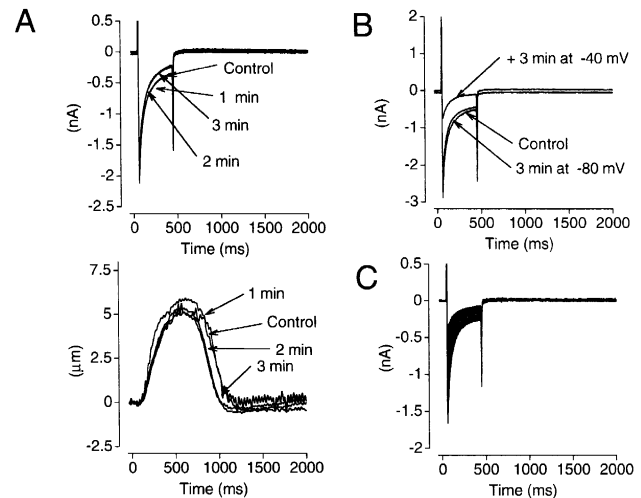 A
0.5
0
-0.5
-1
-1.5
-2
-2.5
(nA)
Control
1 min
3 min
2 min
0 500 1000 1500 2000
Time (ms)
7.5
5
2.5
0
-2.5
(μm)
1 min
Control
2 min
3 min
0 500 1000 1500 2000
Time (ms)
B
2
1
0
-1
-2
-3
(nA)
+ 3 min at -40 mV
Control
3 min at -80 mV
0 500 1000 1500 2000
Time (ms)
C
0.5
0
-0.5
-1
-1.5
-2
(nA)
0 500 1000 1500 2000
Time (ms)